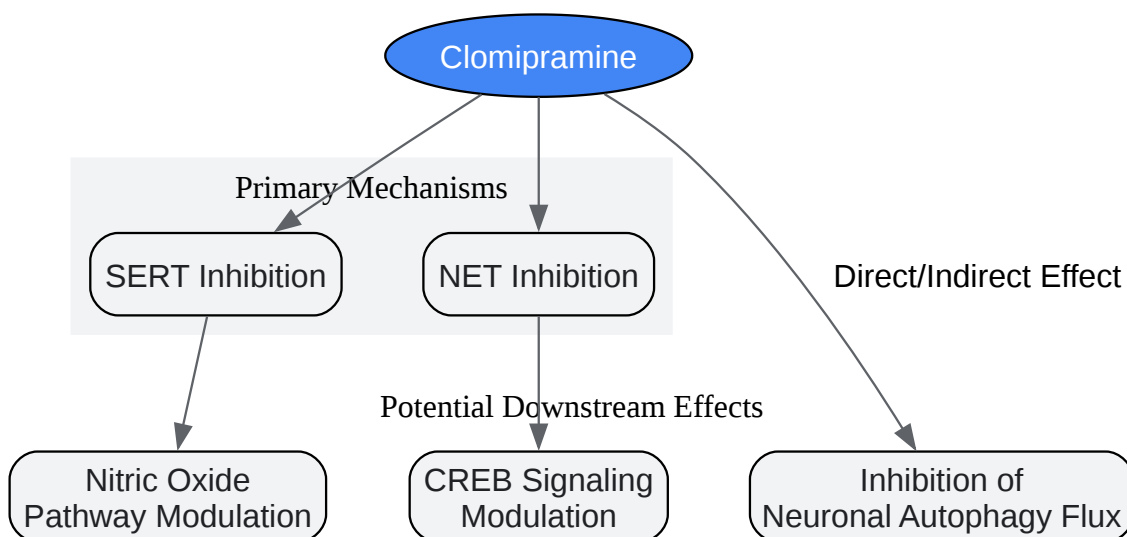 Clomipramine
Primary Mechanisms
SERT Inhibition
NET Inhibition
Direct/Indirect Effect
Potential Downstream Effects
Nitric Oxide
Pathway Modulation
CREB Signaling
Modulation
Inhibition of
Neuronal Autophagy Flux